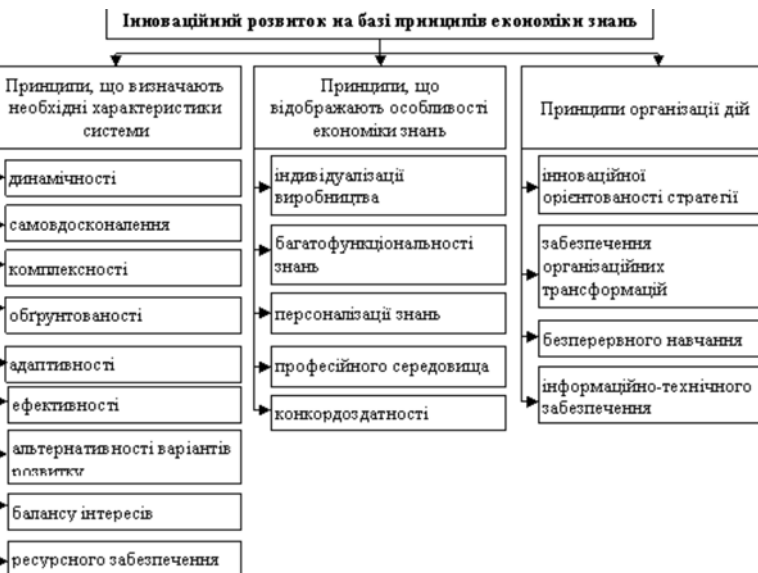 Інноваційний розвиток на базі принципів економіки знань
Принципи, що визначають
необхідні характеристики
системи
динамічності
самовдосконалення
комплексності
обґрунтованості
адаптивності
ефективності
альтернативності варіантів
розвитку
балансу інтересів
ресурсного забезпечення
Принципи, що
відображають особливості
економіки знань
індивідуалізації
виробництва
багатофункціональності
знань
персоналізації знань
професійного середовища
конкордоздатності
Принципи організації дій
інноваційної
орієнтованості стратегії
забезпечення
організаційних
трансформацій
безперервного навчання
інформаційно-технічного
забезпечення